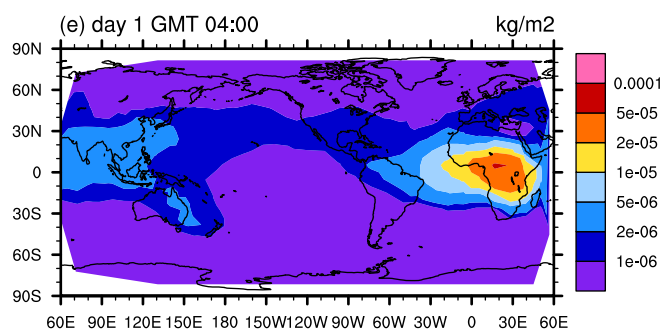 (e) day 1 GMT 04:00
kg/m2
90N
60N
30N
0
30S
60S
90S
60E 90E 120E 150E 180 150W 120W 90W 60W 30W 0 30E 60E
0.0001
5e-05
2e-05
1e-05
5e-06
2e-06
1e-06